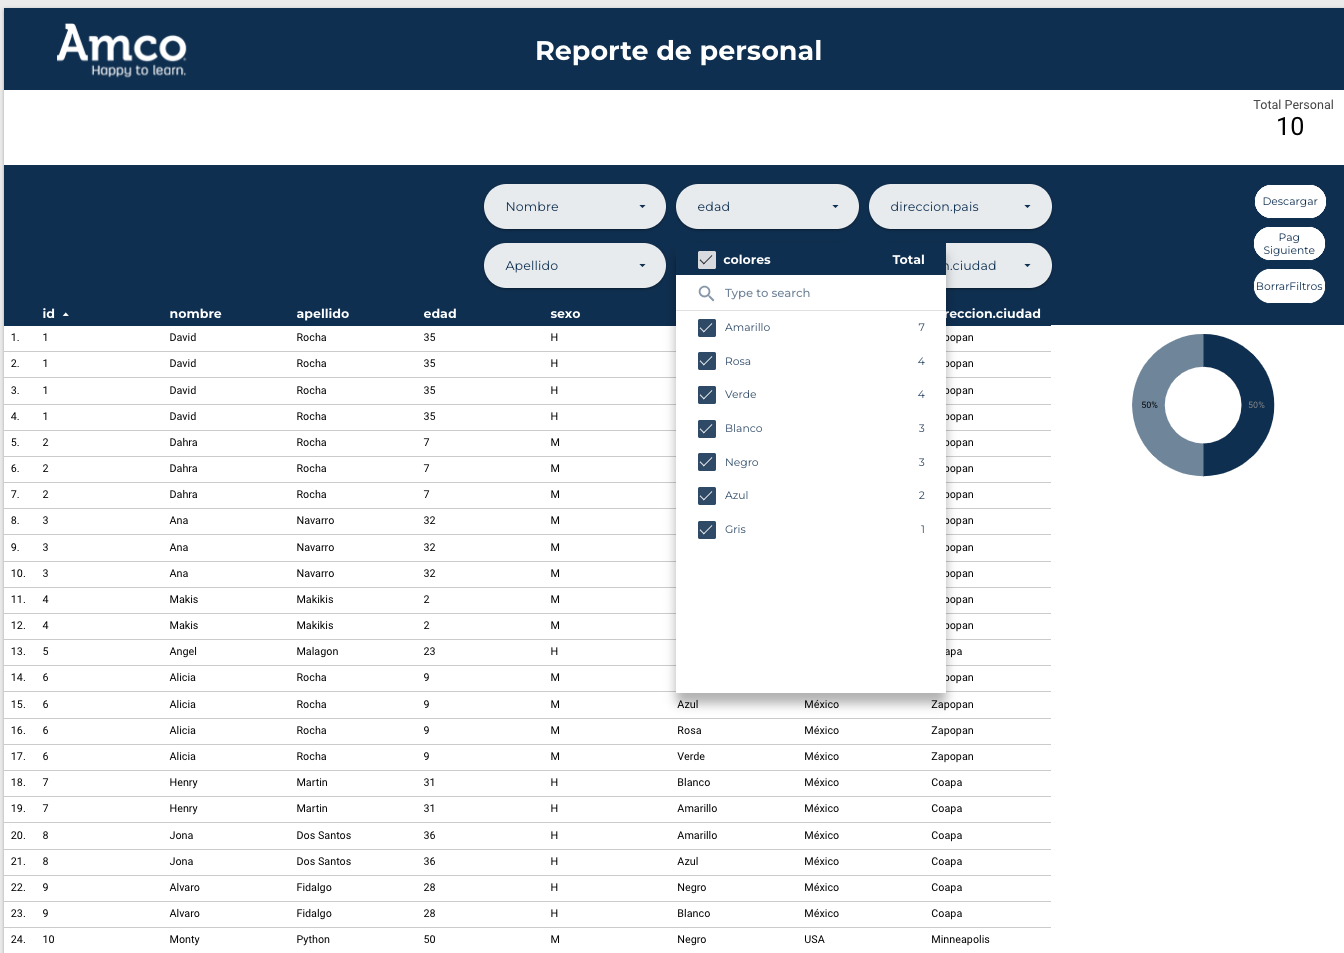 Amco
Happy to learn.
Reporte de personal
Total Personal
10
Nombre
edad
direccion.pais
Descargar
Pag
Siguiente
Apellido
colores Total
n.ciudad
BorrarFiltros
Type to search
id nombre apellido edad sexo reccion.ciudad
Amarillo 7
Rosa 4
Verde 4
Blanco 3
Negro 3
Azul 2
Gris 1
1. 1 David Rocha 35 H opan
2. 1 David Rocha 35 H opan
3. 1 David Rocha 35 H opan
4. 1 David Rocha 35 H opan
5. 2 Dahra Rocha 7 M opan
6. 2 Dahra Rocha 7 M opan
7. 2 Dahra Rocha 7 M opan
8. 3 Ana Navarro 32 M opan
9. 3 Ana Navarro 32 M opan
10. 3 Ana Navarro 32 M opan
11. 4 Makis Makikis 2 M opan
12. 4 Makis Makikis 2 M opan
13. 5 Angel Malagon 23 H apa
14. 6 Alicia Rocha 9 M opan
15. 6 Alicia Rocha 9 M Azul México Zapopan
16. 6 Alicia Rocha 9 M Rosa México Zapopan
17. 6 Alicia Rocha 9 M Verde México Zapopan
18. 7 Henry Martin 31 H Blanco México Coapa
19. 7 Henry Martin 31 H Amarillo México Coapa
20. 8 Jona Dos Santos 36 H Amarillo México Coapa
21. 8 Jona Dos Santos 36 H Azul México Coapa
22. 9 Alvaro Fidalgo 28 H Negro México Coapa
23. 9 Alvaro Fidalgo 28 H Blanco México Coapa
24. 10 Monty Python 50 M Negro USA Minneapolis
50% 50%